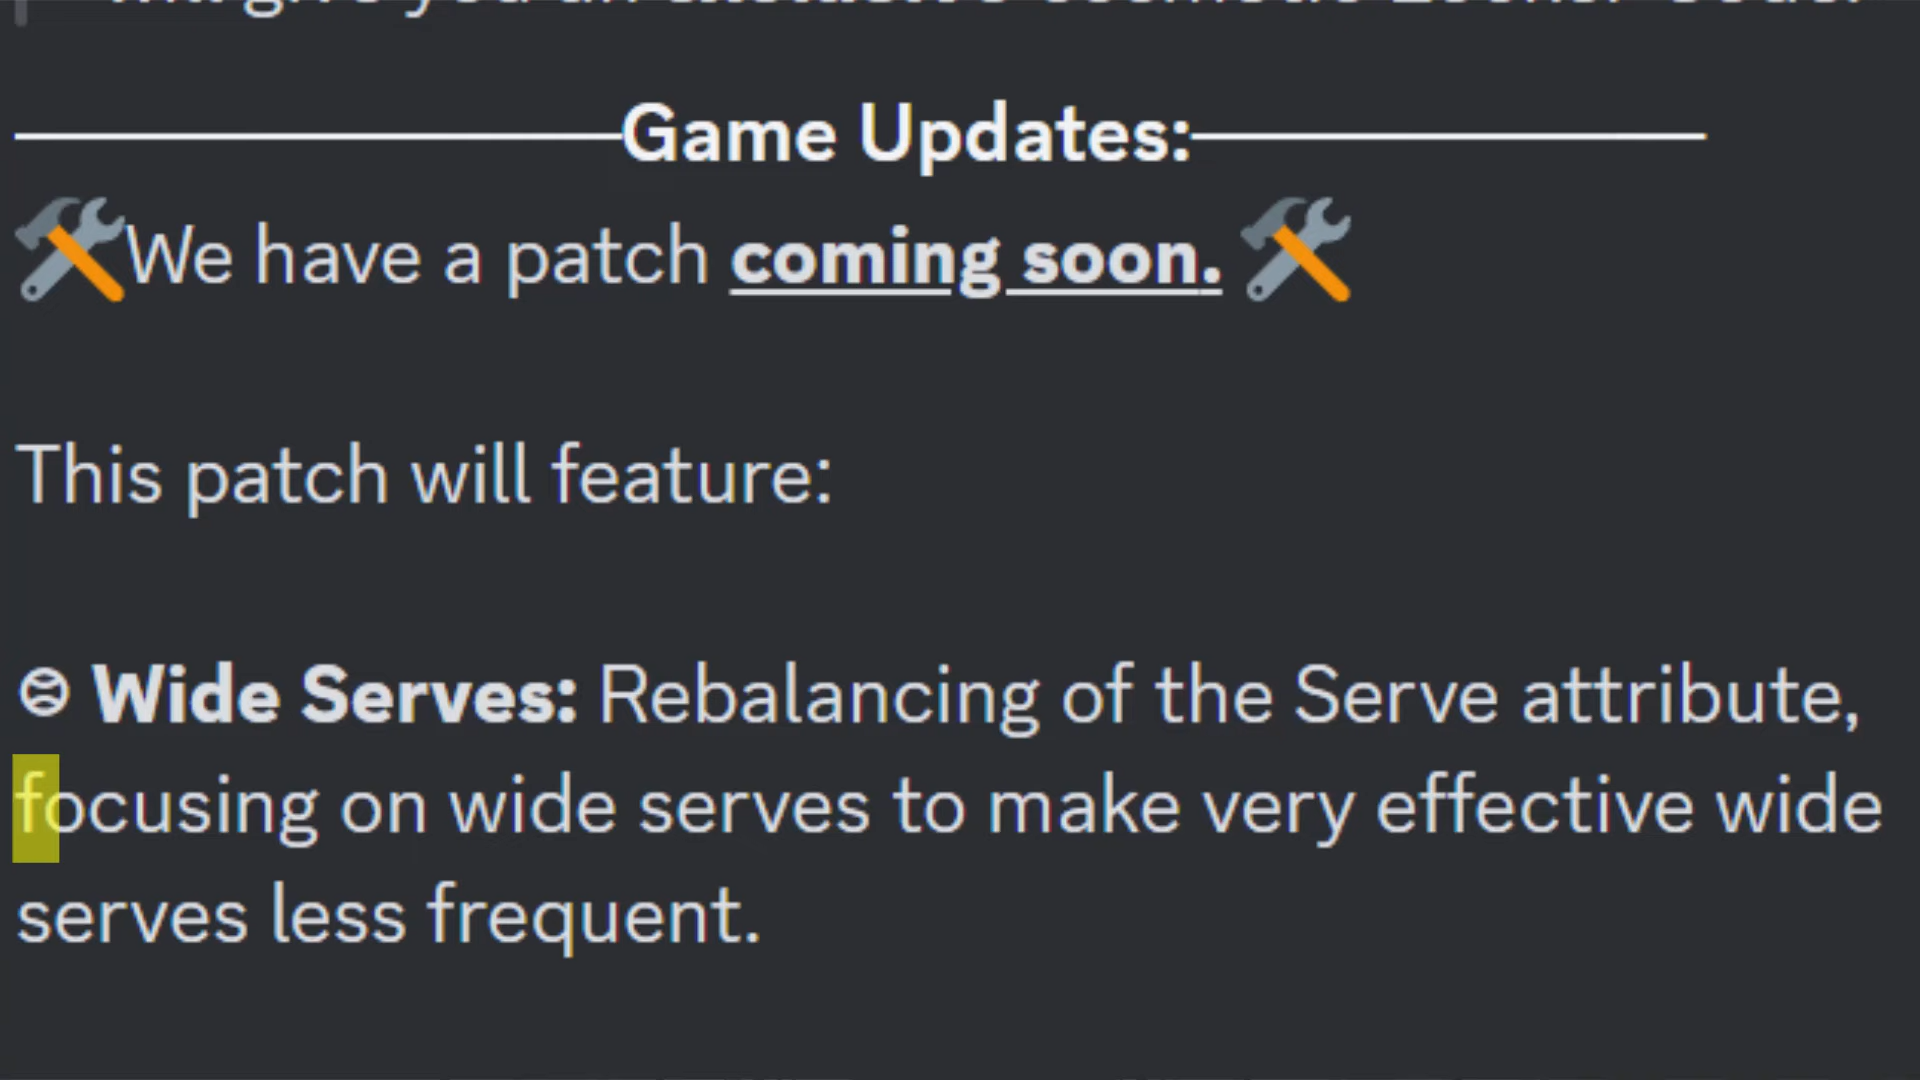 Game Updates:
We have a patch coming soon.
This patch will feature:
Wide Serves: Rebalancing of the Serve attribute,
focusing on wide serves to make very effective wide
serves less frequent.